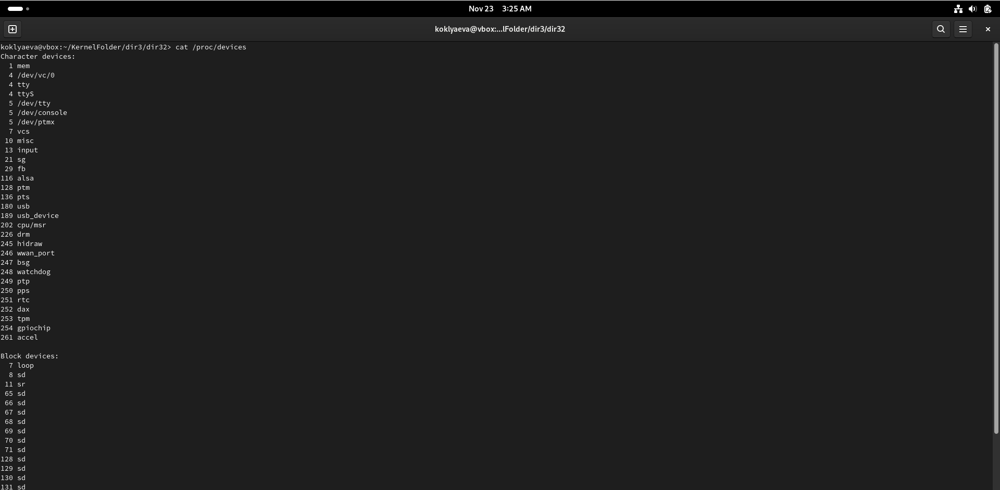 Nov 23 3:25 AM
koklyaeva@vbox:...lFolder/dir3/dir32
koklyaeva@vbox:~/KernelFolder/dir3/dir32> cat /proc/devices
Character devices:
  1 mem
  4 /dev/vc/0
  4 tty
  4 ttyS
  5 /dev/tty
  5 /dev/console
  5 /dev/ptmx
  7 vcs
 10 misc
 13 input
 21 sg
 29 fb
116 alsa
128 ptm
136 pts
180 usb
189 usb_device
202 cpu/msr
226 drm
245 hidraw
246 wwan_port
247 bsg
248 watchdog
249 ptp
250 pps
251 rtc
252 dax
253 tpm
254 gpiochip
261 accel
Block devices:
  7 loop
  8 sd
 11 sr
 65 sd
 66 sd
 67 sd
 68 sd
 69 sd
 70 sd
 71 sd
128 sd
129 sd
130 sd
131 sd